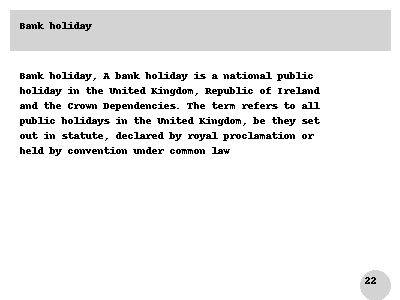 Bank holiday
Bank holiday, A bank holiday is a national public
holiday in the United Kingdom, Republic of Ireland
and the Crown Dependencies. The term refers to all
public holidays in the United Kingdom, be they set
out in statute, declared by royal proclamation or
held by convention under common law
22